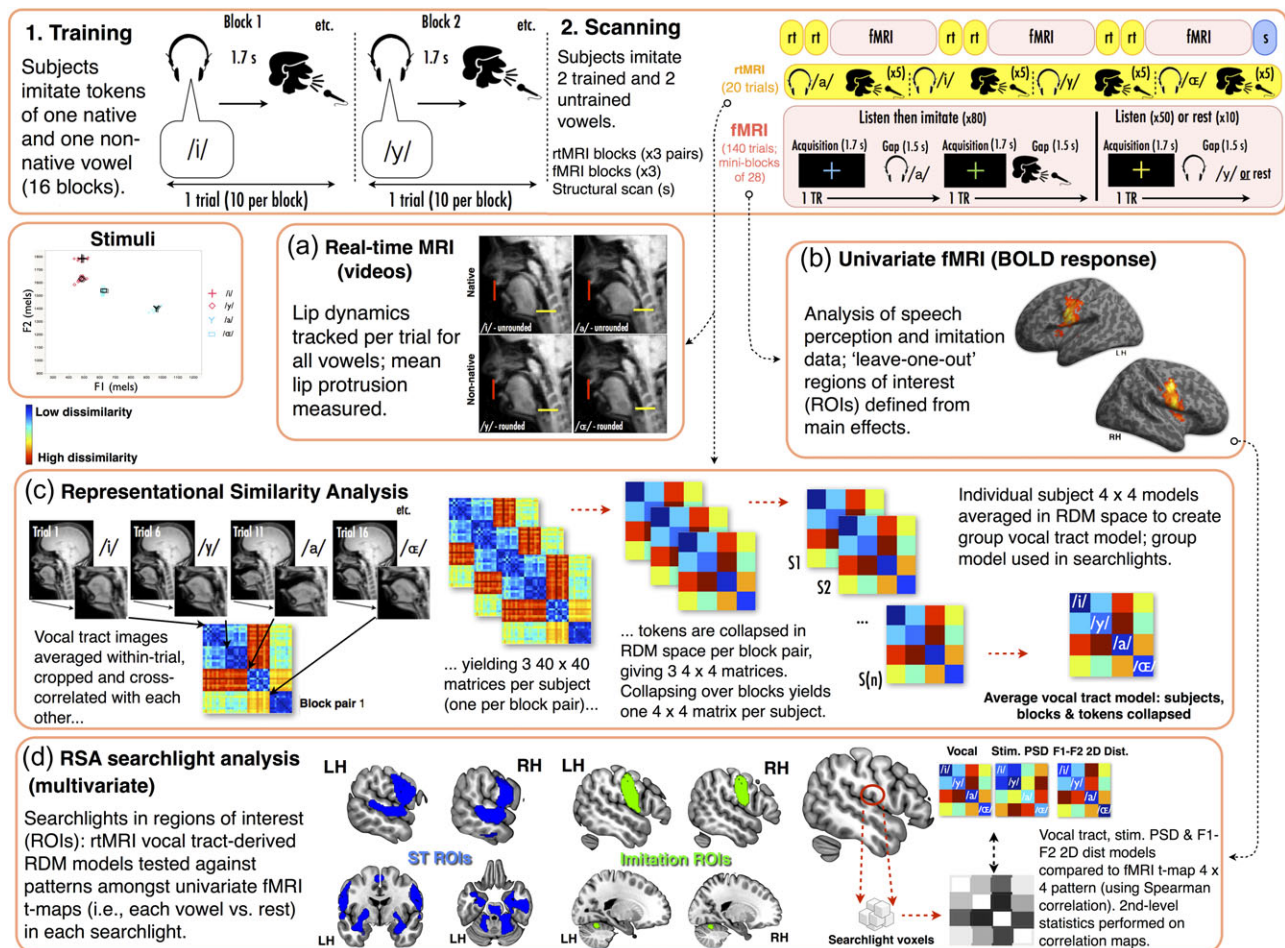 1. Training
Subjects
imitate tokens
of one native
and one non-
native vowel
(16 blocks).
Block 1
etc.
1.7 s
/i/
1 trial (10 per block)
Block 2
etc.
1.7 s
/y/
1 trial (10 per block)
2. Scanning
Subjects imitate
2 trained and 2
untrained
vowels.
rtMRI blocks (x3 pairs)
fMRI blocks (x3)
Structural scan (s)
rt rt fMRI rt rt fMRI rt rt fMRI s
rtMRI
(20 trials)
/a/ (x5) /i/ (x5) /y/ (x5) /œ/ (x5)
fMRI
(140 trials;
mini-blocks
of 28)
Listen then imitate (x80)
Acquisition (1.7 s) Gap (1.5 s) Acquisition (1.7 s) Gap (1.5 s)
/a/
1 TR 1 TR
Listen (x50) or rest (x10)
Acquisition (1.7 s) Gap (1.5 s)
/y/ or rest
1 TR
Stimuli
F2 (mels)
F1 (mels)
/i/
/y/
/a/
/Œ/
Low dissimilarity
High dissimilarity
(a) Real-time MRI
(videos)
Lip dynamics
tracked per trial for
all vowels; mean
lip protrusion
measured.
Native
/i/ - unrounded
/a/ - unrounded
Non-native
/y/ - rounded
/œ/ - rounded
(b) Univariate fMRI (BOLD response)
Analysis of speech
perception and imitation
data; ‘leave-one-out’
regions of interest
(ROIs) defined from
main effects.
LH
RH
(c) Representational Similarity Analysis
etc.
Trial 1 /i/ Trial 6 /y/ Trial 11 /a/ Trial 16 /œ/
Vocal tract images
averaged within-trial,
cropped and cross-
correlated with each
other...
Block pair 1
... yielding 3 40 x 40
matrices per subject
(one per block pair)...
... tokens are collapsed in
RDM space per block pair,
giving 3 4 x 4 matrices.
Collapsing over blocks yields
one 4 x 4 matrix per subject.
S1
S2
...
S(n)
Individual subject 4 x 4 models
averaged in RDM space to create
group vocal tract model; group
model used in searchlights.
/i/
/y/
/a/
/Œ/
Average vocal tract model: subjects,
blocks & tokens collapsed
(d) RSA searchlight analysis
(multivariate)
Searchlights in regions of interest
(ROIs): rtMRI vocal tract-derived
RDM models tested against
patterns amongst univariate fMRI
t-maps (i.e., each vowel vs. rest)
in each searchlight.
LH RH
ST ROIs
LH LH
LH RH
Imitation ROIs
LH RH
Searchlight voxels
Vocal Stim. PSD F1-F2 2D Dist.
/i/ /i/ /i/
/y/ /y/ /y/
/a/ /a/ /a/
/Œ/ /Œ/ /Œ/
Vocal tract, stim. PSD & F1-
F2 2D dist models
compared to fMRI t-map 4 x
4 pattern (using Spearman
correlation). 2nd-level
statistics performed on
correlation maps.